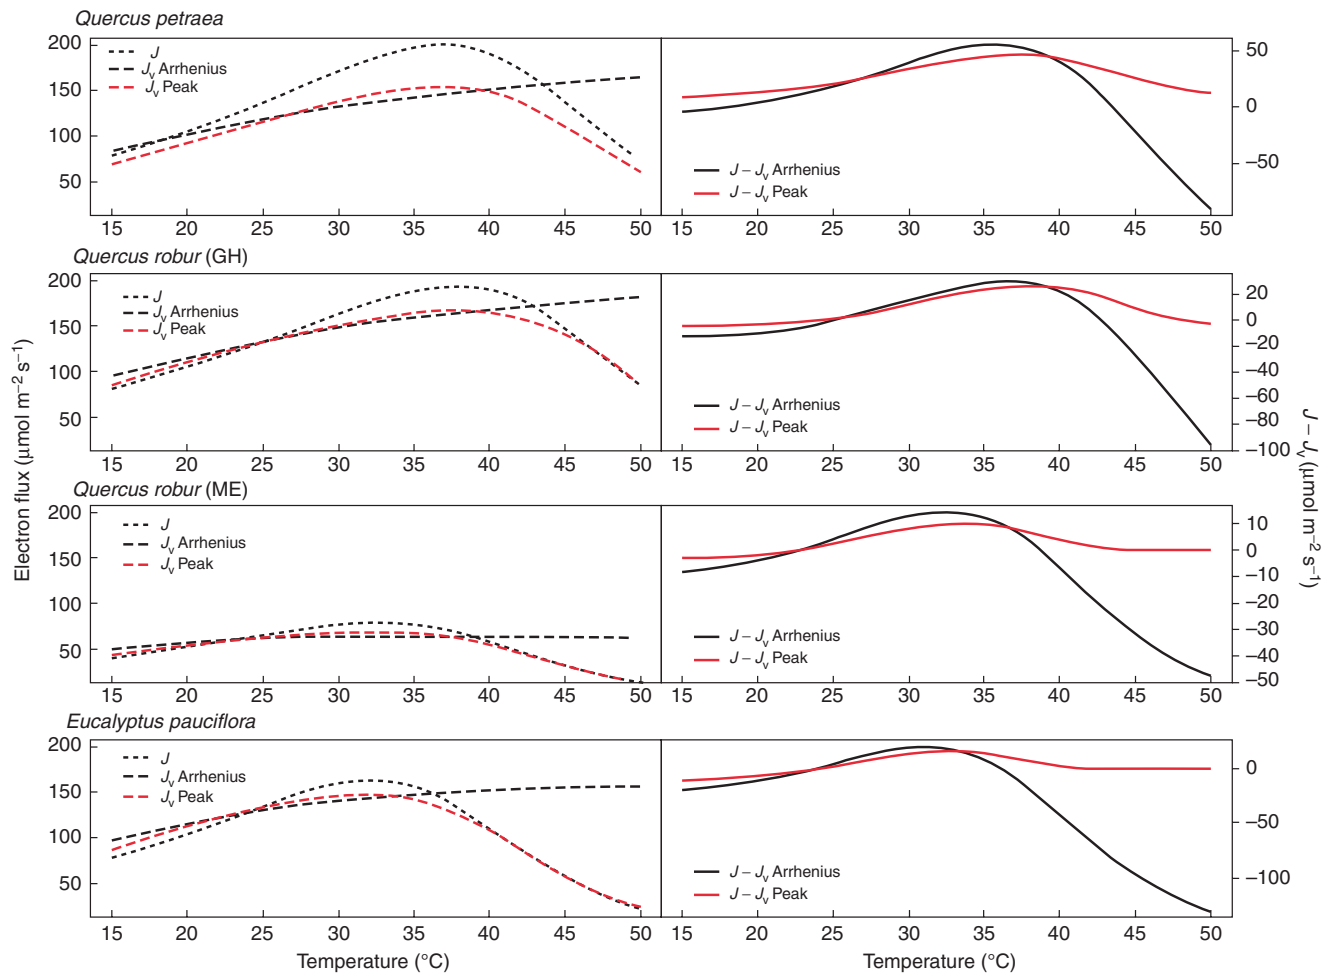 Quercus petraea
200
150
100
50
J
Jv Arrhenius
Jv Peak
15 20 25 30 35 40 45 50
50
0
−50
J − Jv Arrhenius
J − Jv Peak
15 20 25 30 35 40 45 50
Quercus robur (GH)
200
150
100
50
J
Jv Arrhenius
Jv Peak
15 20 25 30 35 40 45 50
20
0
−20
−40
−60
−80
−100
J − Jv Arrhenius
J − Jv Peak
15 20 25 30 35 40 45 50
Quercus robur (ME)
200
150
100
50
J
Jv Arrhenius
Jv Peak
15 20 25 30 35 40 45 50
10
0
−10
−20
−30
−40
−50
J − Jv Arrhenius
J − Jv Peak
15 20 25 30 35 40 45 50
Eucalyptus pauciflora
200
150
100
50
J
Jv Arrhenius
Jv Peak
15 20 25 30 35 40 45 50
0
−50
−100
J − Jv Arrhenius
J − Jv Peak
15 20 25 30 35 40 45 50
Temperature (°C)
Temperature (°C)
Electron flux (μmol m−2 s−1)
J − Jv (μmol m−2 s−1)